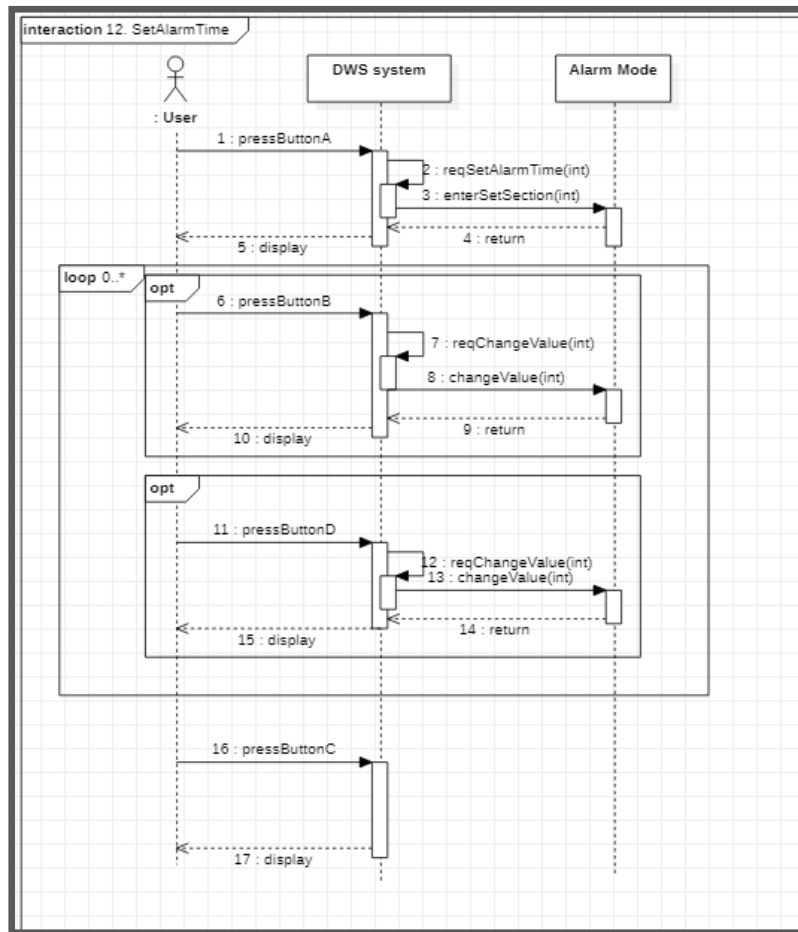 interaction 12. SetAlarmTime
DWS system
Alarm Mode
: User
1 : pressButtonA
2 : reqSetAlarmTime(int)
3 : enterSetSection(int)
4 : return
5 : display
loop 0..*
opt
6 : pressButtonB
7 : reqChangeValue(int)
8 : changeValue(int)
9 : return
10 : display
opt
11 : pressButtonD
12 : reqChangeValue(int)
13 : changeValue(int)
14 : return
15 : display
16 : pressButtonC
17 : display